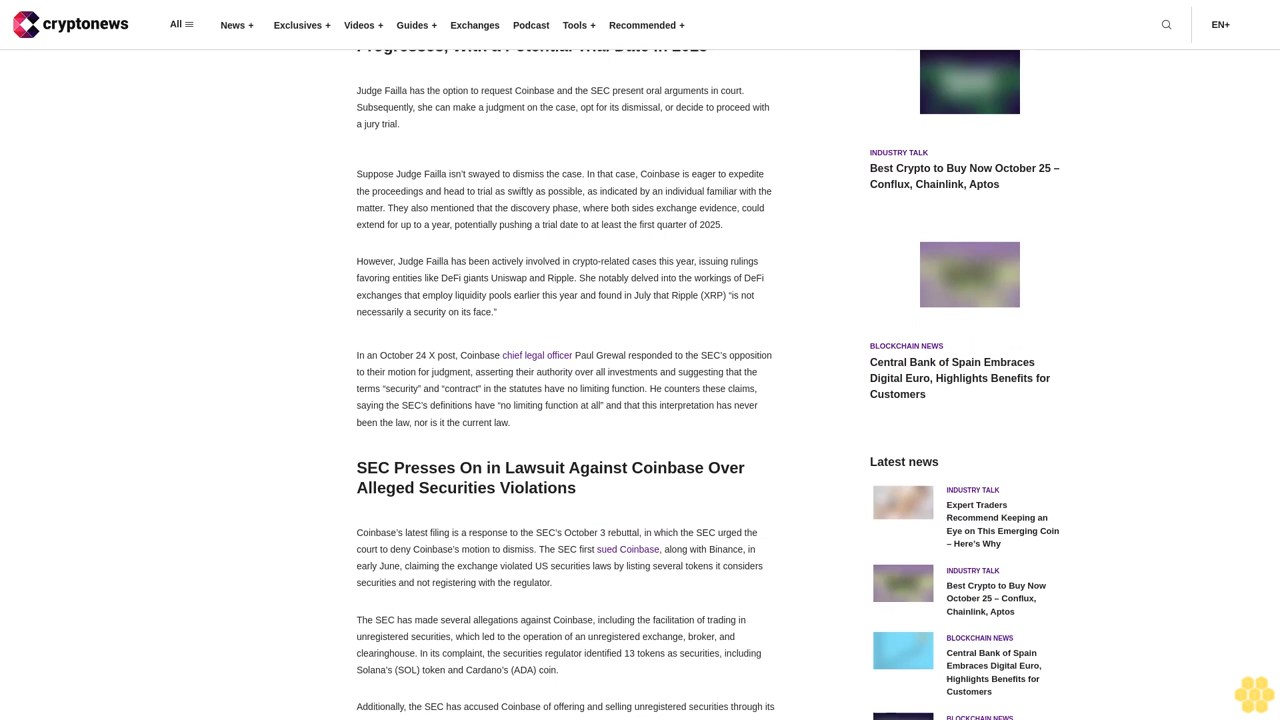 cryptonews
All
News +
Exclusives +
Videos +
Guides +
Exchanges
Podcast
Tools +
Recommended +
EN+
Progresses, With a Potential Trial Date in 2025
Judge Failla has the option to request Coinbase and the SEC present oral arguments in court.
Subsequently, she can make a judgment on the case, opt for its dismissal, or decide to proceed with
a jury trial.
Suppose Judge Failla isn’t swayed to dismiss the case. In that case, Coinbase is eager to expedite
the proceedings and head to trial as swiftly as possible, as indicated by an individual familiar with the
matter. They also mentioned that the discovery phase, where both sides exchange evidence, could
extend for up to a year, potentially pushing a trial date to at least the first quarter of 2025.
However, Judge Failla has been actively involved in crypto-related cases this year, issuing rulings
favoring entities like DeFi giants Uniswap and Ripple. She notably delved into the workings of DeFi
exchanges that employ liquidity pools earlier this year and found in July that Ripple (XRP) “is not
necessarily a security on its face.”
In an October 24 X post, Coinbase chief legal officer Paul Grewal responded to the SEC’s opposition
to their motion for judgment, asserting their authority over all investments and suggesting that the
terms “security” and “contract” in the statutes have no limiting function. He counters these claims,
saying the SEC’s definitions have “no limiting function at all” and that this interpretation has never
been the law, nor is it the current law.
SEC Presses On in Lawsuit Against Coinbase Over
Alleged Securities Violations
Coinbase’s latest filing is a response to the SEC’s October 3 rebuttal, in which the SEC urged the
court to deny Coinbase’s motion to dismiss. The SEC first sued Coinbase, along with Binance, in
early June, claiming the exchange violated US securities laws by listing several tokens it considers
securities and not registering with the regulator.
The SEC has made several allegations against Coinbase, including the facilitation of trading in
unregistered securities, which led to the operation of an unregistered exchange, broker, and
clearinghouse. In its complaint, the securities regulator identified 13 tokens as securities, including
Solana’s (SOL) token and Cardano’s (ADA) coin.
Additionally, the SEC has accused Coinbase of offering and selling unregistered securities through its
INDUSTRY TALK
Best Crypto to Buy Now October 25 –
Conflux, Chainlink, Aptos
BLOCKCHAIN NEWS
Central Bank of Spain Embraces
Digital Euro, Highlights Benefits for
Customers
Latest news
INDUSTRY TALK
Expert Traders
Recommend Keeping an
Eye on This Emerging Coin
– Here’s Why
INDUSTRY TALK
Best Crypto to Buy Now
October 25 – Conflux,
Chainlink, Aptos
BLOCKCHAIN NEWS
Central Bank of Spain
Embraces Digital Euro,
Highlights Benefits for
Customers
BLOCKCHAIN NEWS